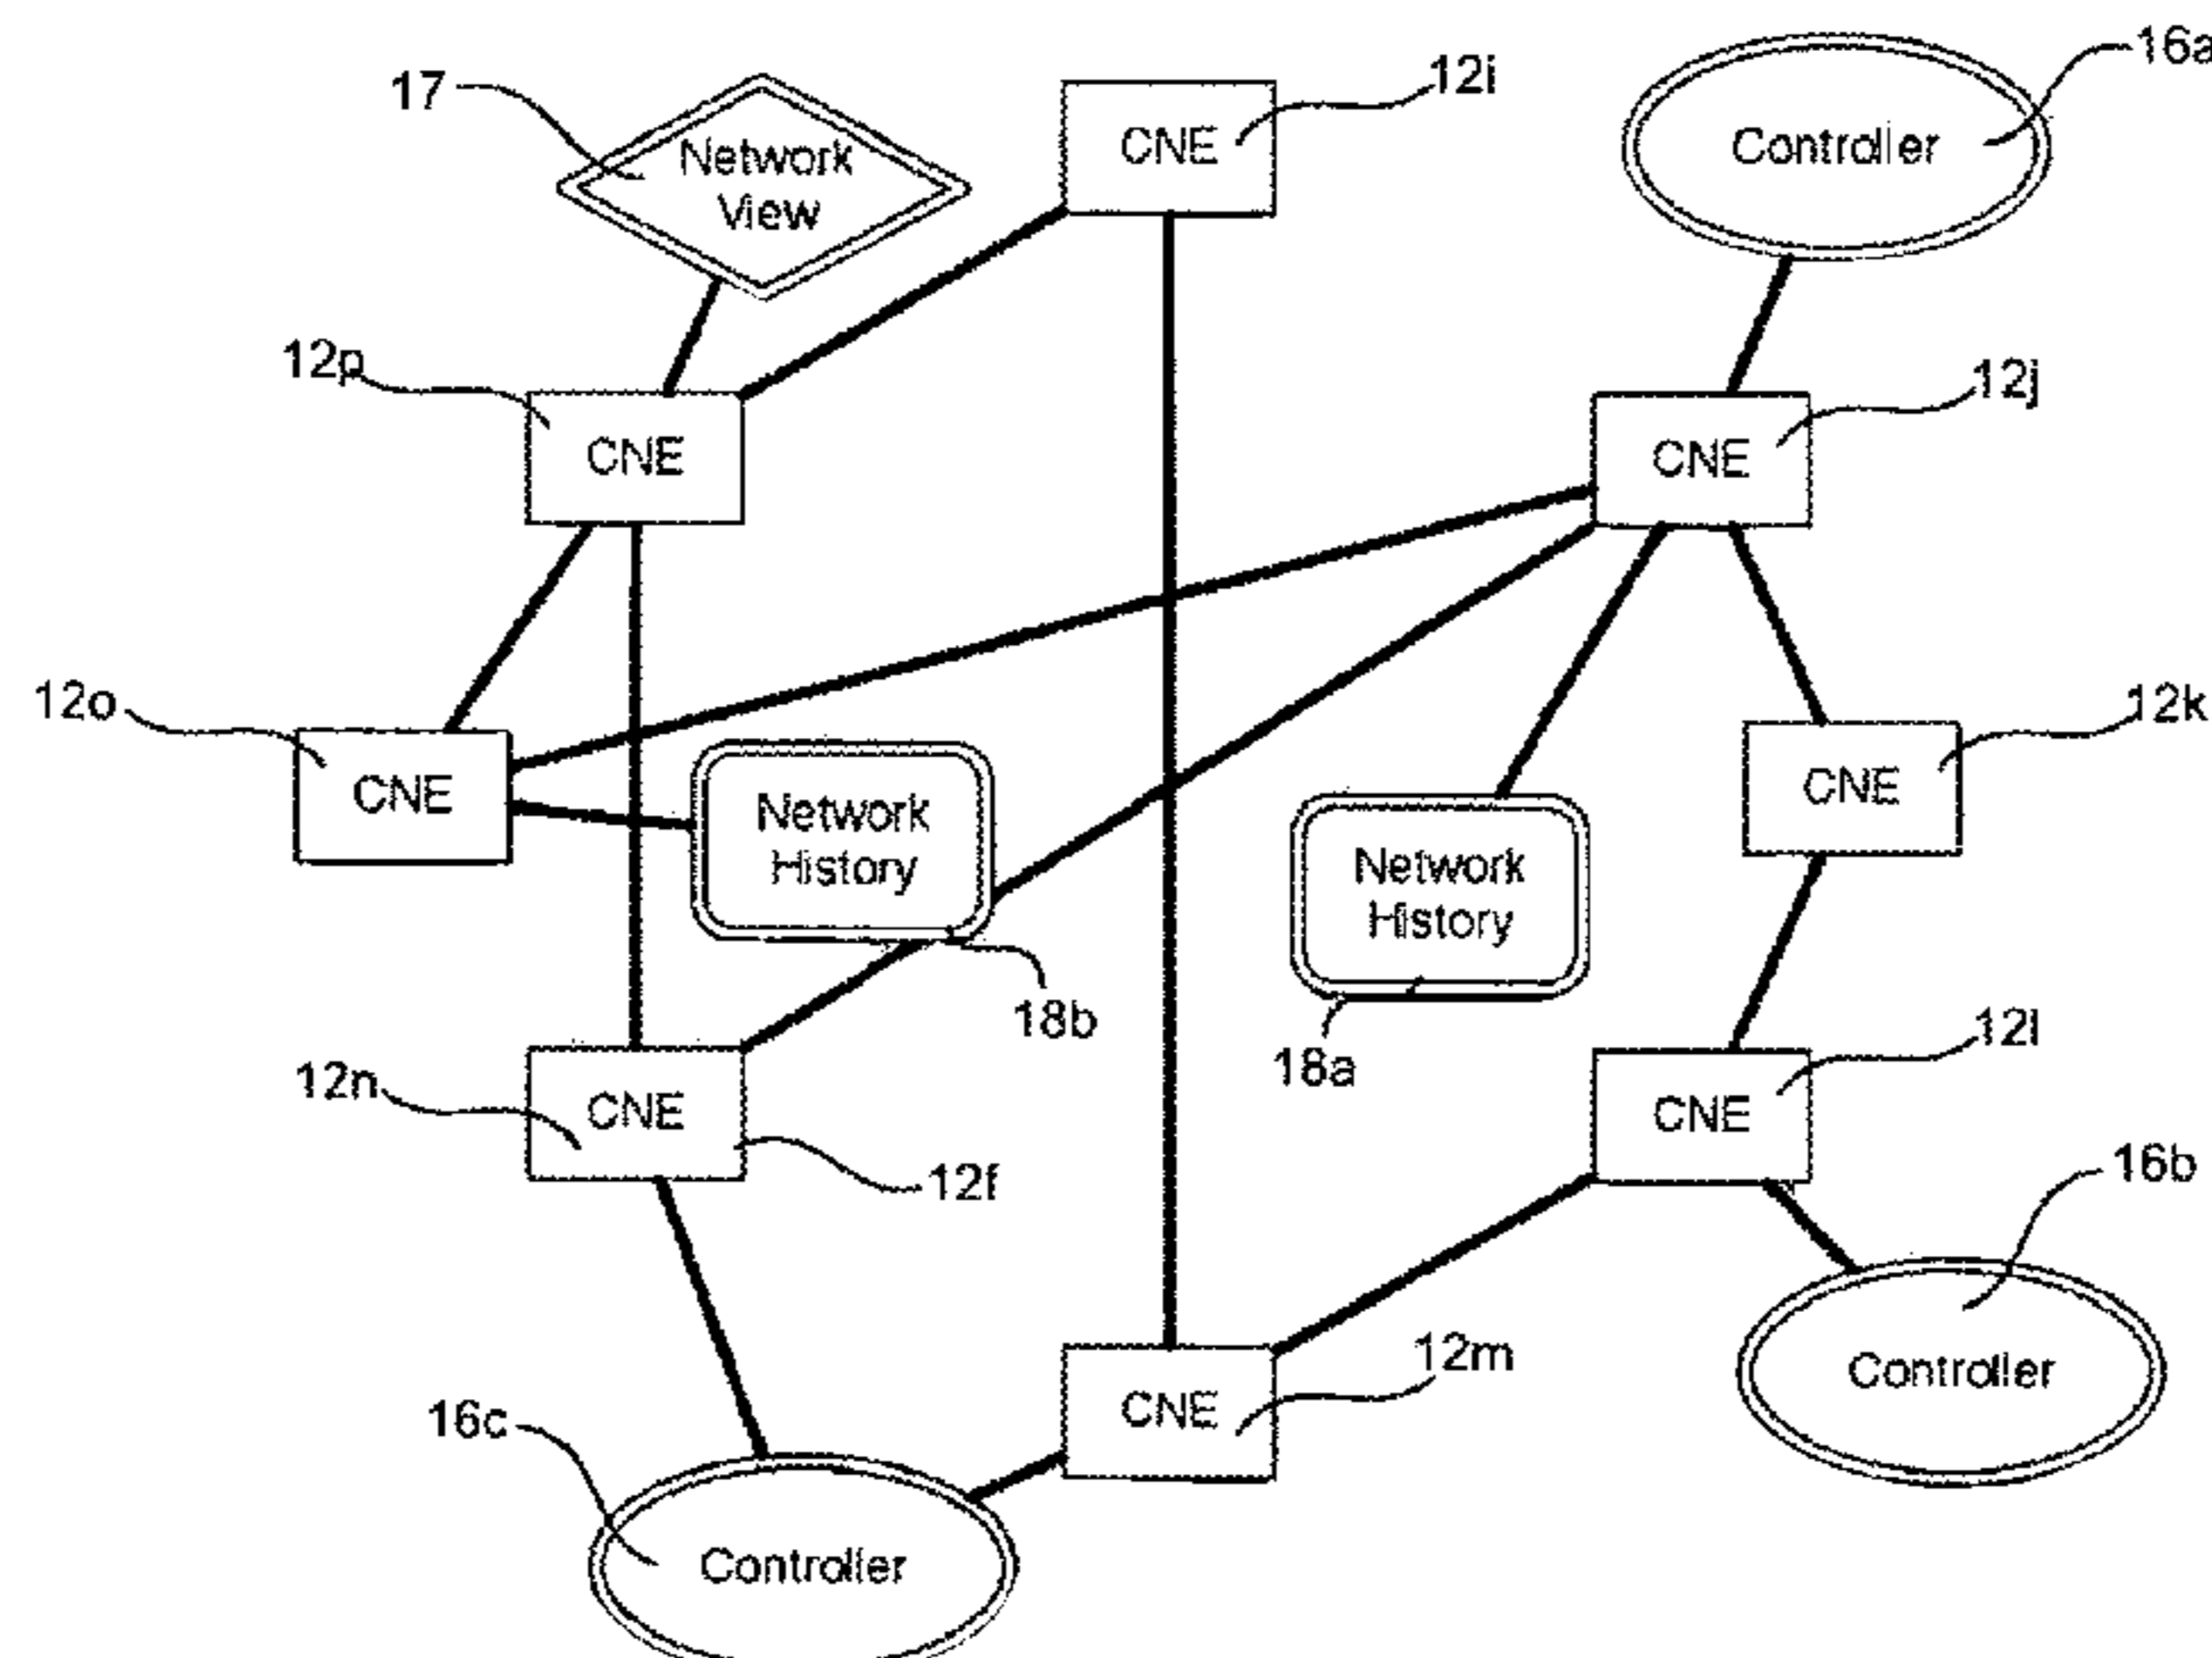 17
Network
View
CNE
12i
Controller
16a
12p
CNE
CNE
12j
12o
CNE
Network
History
18b
Network
History
18a
CNE
12k
12n
CNE
12f
CNE
12l
16b
Controller
16c
Controller
CNE
12m